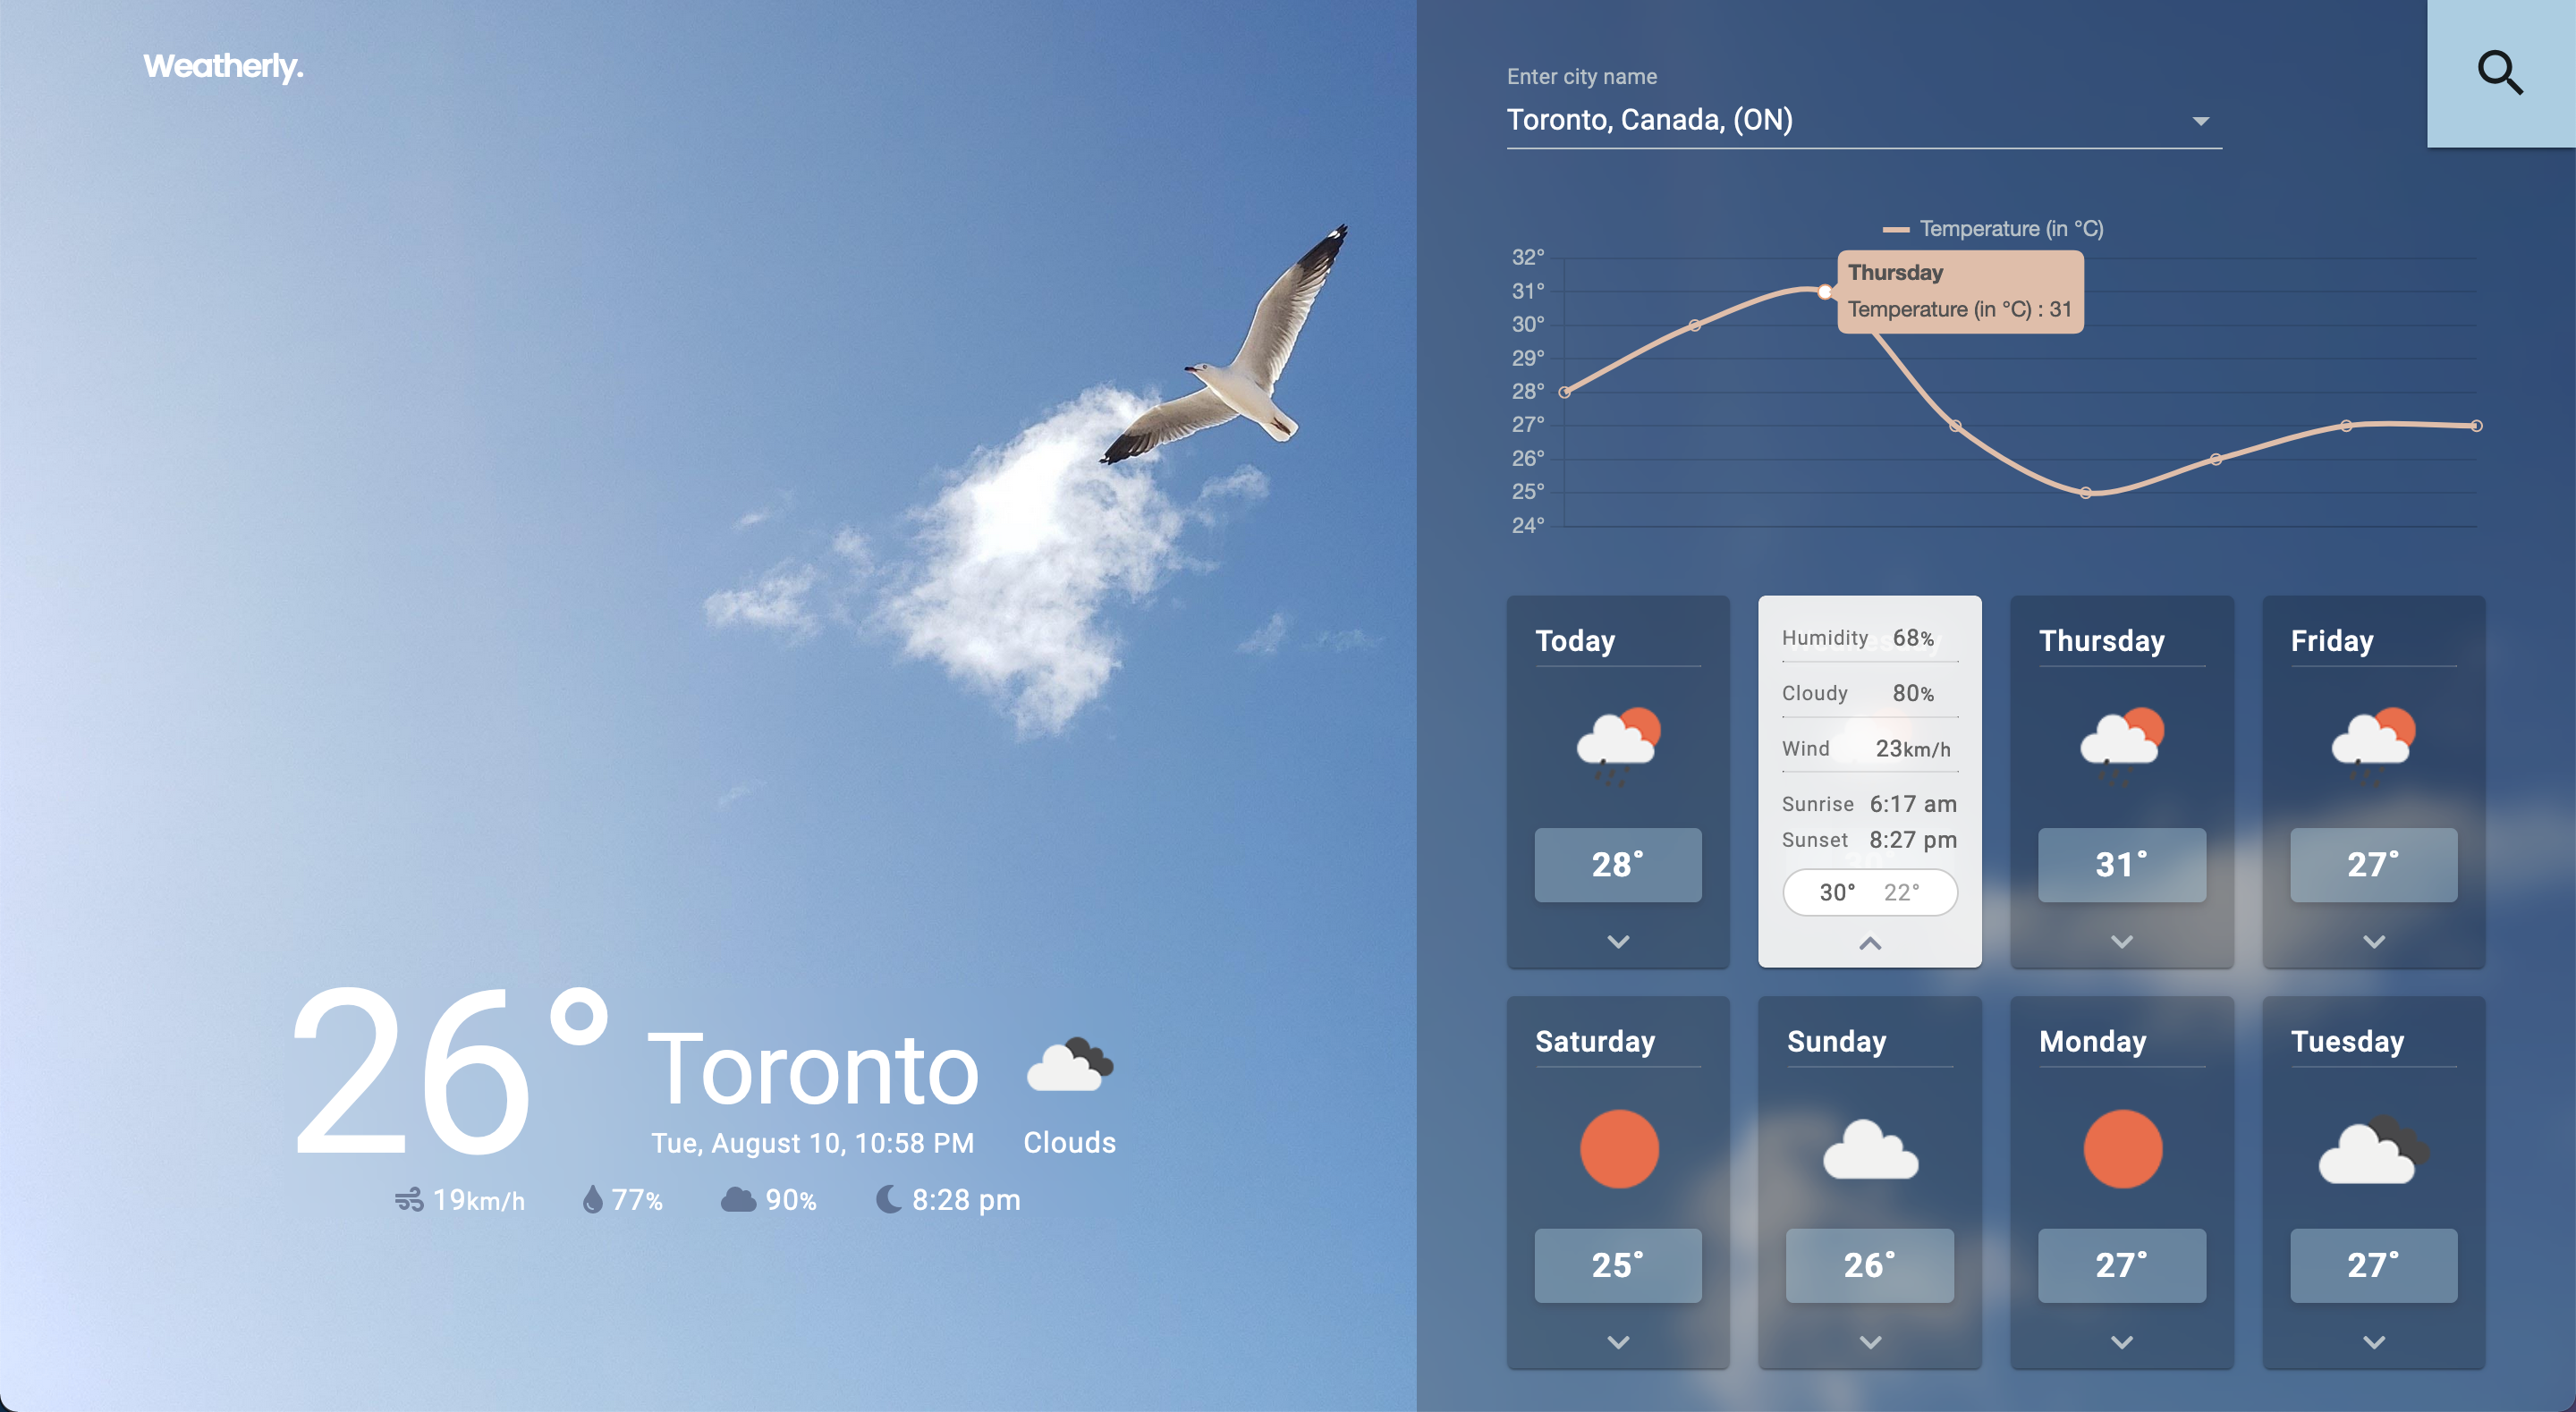 Weatherly.
26°
Toronto
Tue, August 10, 10:58 PM
Clouds
19km/h 77% 90% 8:28 pm
Enter city name
Toronto, Canada, (ON)
Temperature (in °C)
32°
31°
30°
29°
28°
27°
26°
25°
24°
Thursday
Temperature (in °C) : 31
Today
28°
Humidity 68%
Cloudy 80%
Wind 23km/h
Sunrise 6:17 am
Sunset 8:27 pm
30° 22°
Thursday
31°
Friday
27°
Saturday
25°
Sunday
26°
Monday
27°
Tuesday
27°